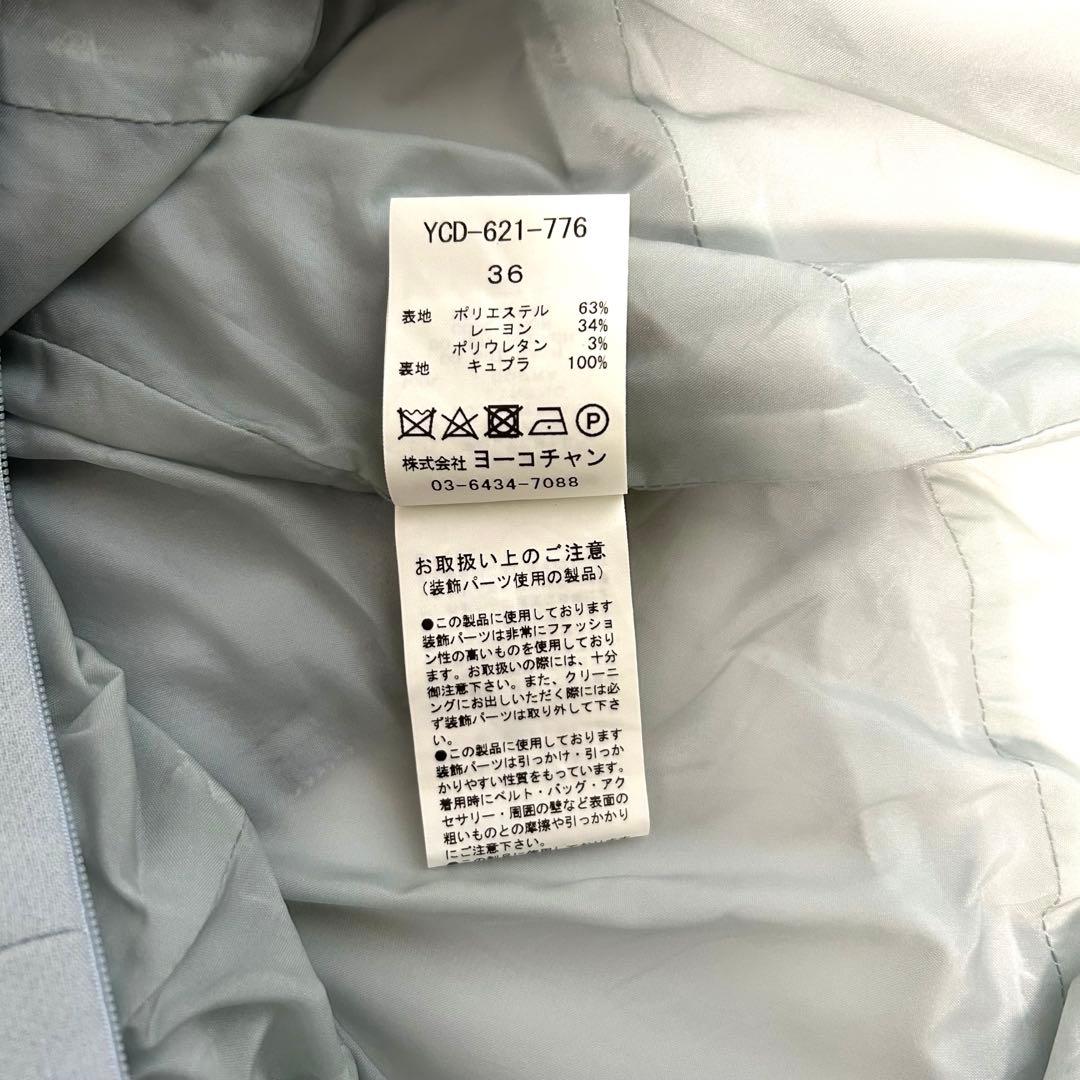 YCD-621-776
36
表地 ポリエステル 63%
レーヨン 34%
ポリウレタン 3%
裏地 キュプラ 100%
P
株式会社 ヨーコチャン
03-6434-7088
お取扱い上のご注意
(装飾パーツ使用の製品)
●この製品に使用しております
装飾パーツは非常にファッショ
ン性の高いものを使用しており
ます。お取扱いの際には、十分
御注意下さい。また、クリーニ
ングにお出しいただく際には必
ず装飾パーツは取り外して下さ
い。
●この製品に使用しております
装飾パーツは引っかけ・引っか
かりやすい性質をもっています。
着用時にベルト・バッグ・アク
セサリー・周囲の壁など表面の
粗いものとの摩擦や引っかかり
にご注意下さい。